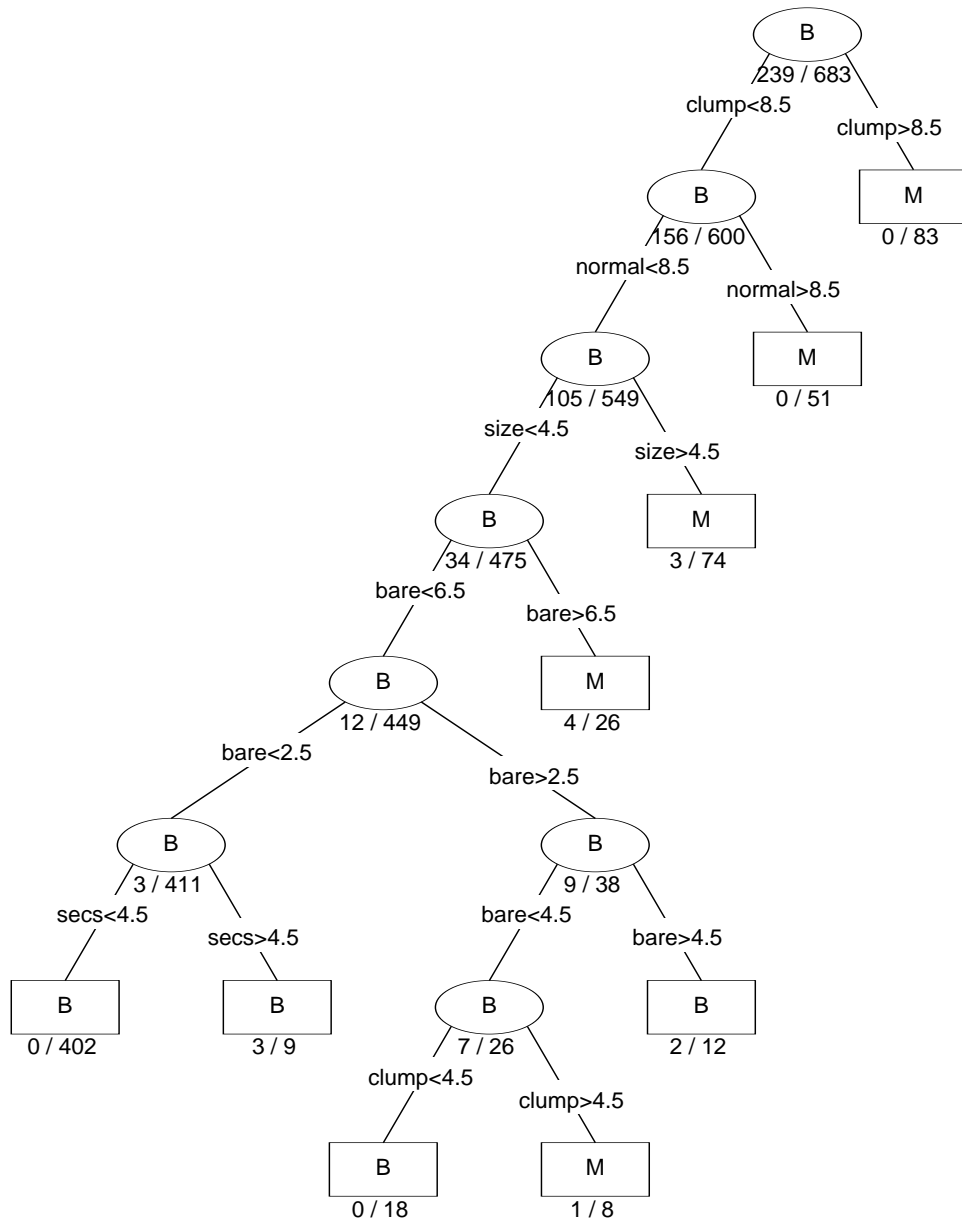 B
239 / 683
clump<8.5
clump>8.5
B
156 / 600
M
0 / 83
normal<8.5
normal>8.5
B
105 / 549
M
0 / 51
size<4.5
size>4.5
B
34 / 475
M
3 / 74
bare<6.5
bare>6.5
B
12 / 449
M
4 / 26
bare<2.5
bare>2.5
B
3 / 411
B
9 / 38
secs<4.5
secs>4.5
bare<4.5
bare>4.5
B
0 / 402
B
3 / 9
B
7 / 26
B
2 / 12
clump<4.5
clump>4.5
B
0 / 18
M
1 / 8